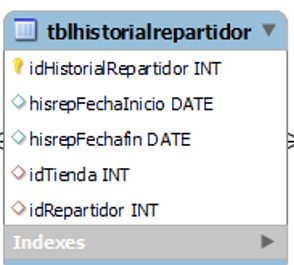 tblhistorialrepartidor
idHistorialRepartidor INT
hisrepFechaInicio DATE
hisrepFechafin DATE
idTienda INT
idRepartidor INT
Indexes